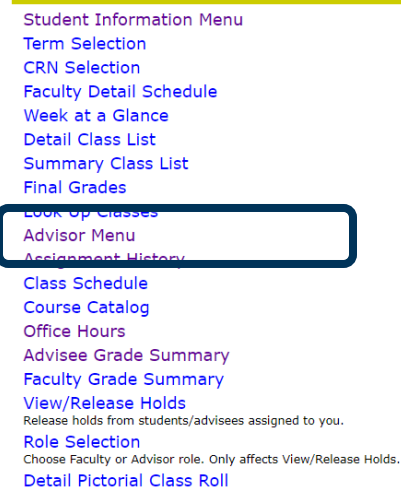 Student Information Menu
Term Selection
CRN Selection
Faculty Detail Schedule
Week at a Glance
Detail Class List
Summary Class List
Final Grades
Look Up Classes
Advisor Menu
Assignment History
Class Schedule
Course Catalog
Office Hours
Advisee Grade Summary
Faculty Grade Summary
View/Release Holds
Release holds from students/advisees assigned to you.
Role Selection
Choose Faculty or Advisor role. Only affects View/Release Holds.
Detail Pictorial Class Roll